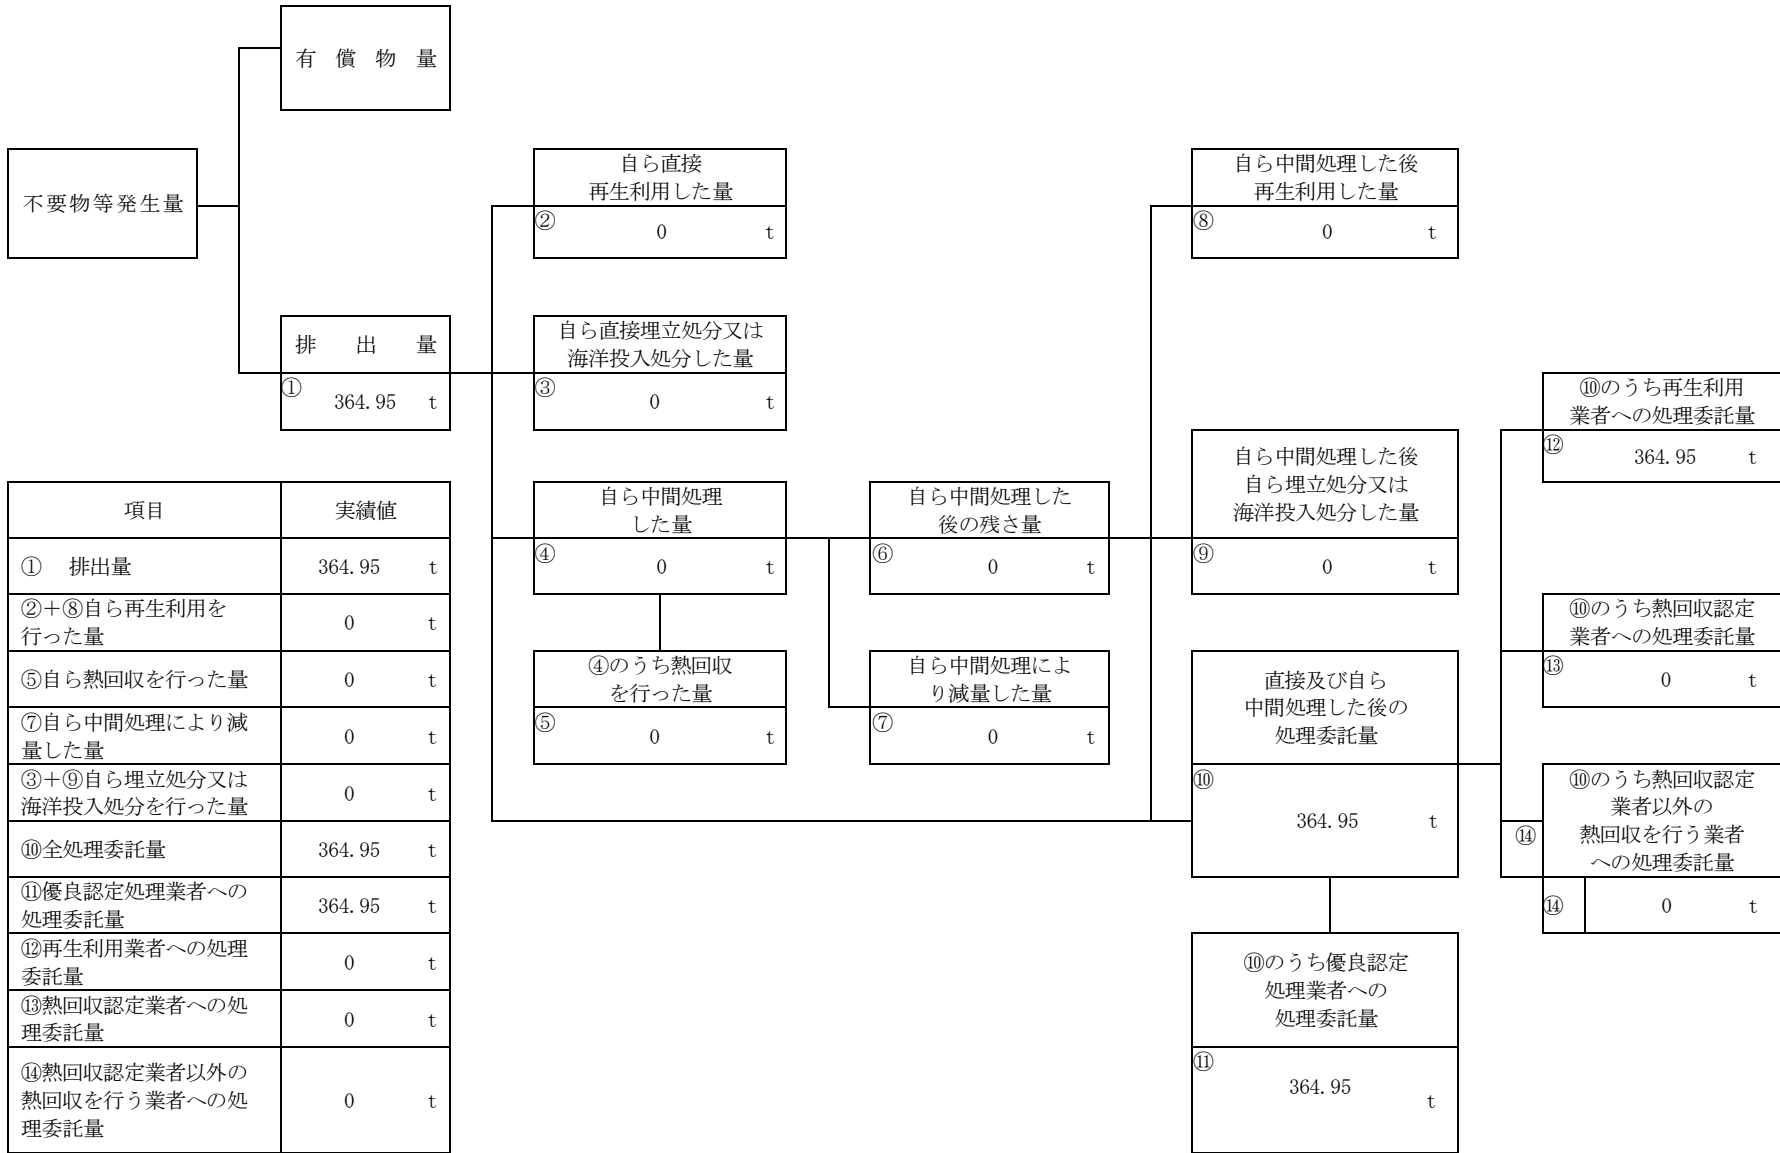 有償物量
不要物等発生量
排出量
① 364.95 t
自ら直接
再生利用した量
② 0 t
自ら直接埋立処分又は
海洋投入処分した量
③ 0 t
自ら中間処理
した量
④ 0 t
④のうち熱回収
を行った量
⑤ 0 t
自ら中間処理した
後の残さ量
⑥ 0 t
自ら中間処理によ
り減量した量
⑦ 0 t
自ら中間処理した後
再生利用した量
⑧ 0 t
自ら中間処理した後
自ら埋立処分又は
海洋投入処分した量
⑨ 0 t
直接及び自ら
中間処理した後の
処理委託量
⑩
364.95 t
⑩のうち優良認定
処理業者への
処理委託量
⑪
364.95
t
⑩のうち再生利用
業者への処理委託量
⑫ 364.95 t
⑩のうち熱回収認定
業者への処理委託量
⑬ 0 t
⑩のうち熱回収認定
業者以外の
⑭ 熱回収を行う業者
への処理委託量
⑭ 0 t
項目 実績値
① 排出量 364.95 t
②＋⑧自ら再生利用を
行った量 0 t
⑤自ら熱回収を行った量 0 t
⑦自ら中間処理により減
量した量 0 t
③＋⑨自ら埋立処分又は
海洋投入処分を行った量 0 t
⑩全処理委託量 364.95 t
⑪優良認定処理業者への
処理委託量 364.95 t
⑫再生利用業者への処理
委託量 0 t
⑬熱回収認定業者への処
理委託量 0 t
⑭熱回収認定業者以外の
熱回収を行う業者への処
理委託量 0 t